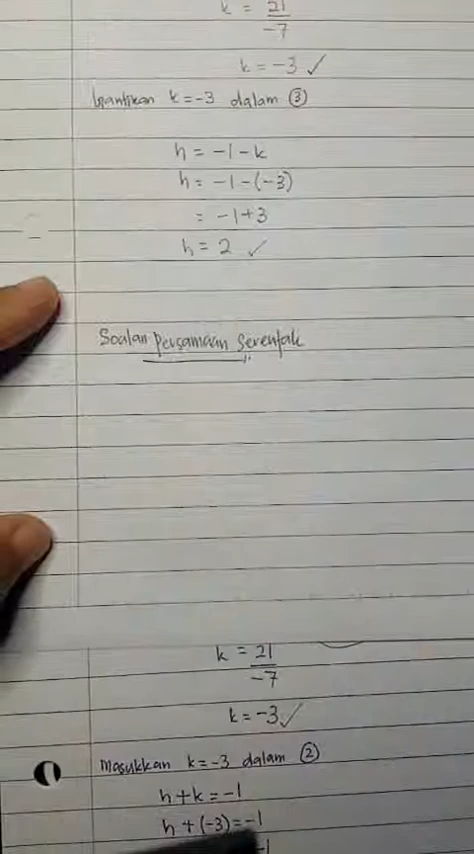 k = 21
-7
k = -3 ✓
Gantikan k = -3 dalam ③
h = -1 - k
h = -1 - (-3)
= -1 + 3
h = 2 ✓
Soalan persamaan serentak
k = 21
-7
k = -3 ✓
Masukkan k = -3 dalam ②
h + k = -1
h + (-3) = -1
-1